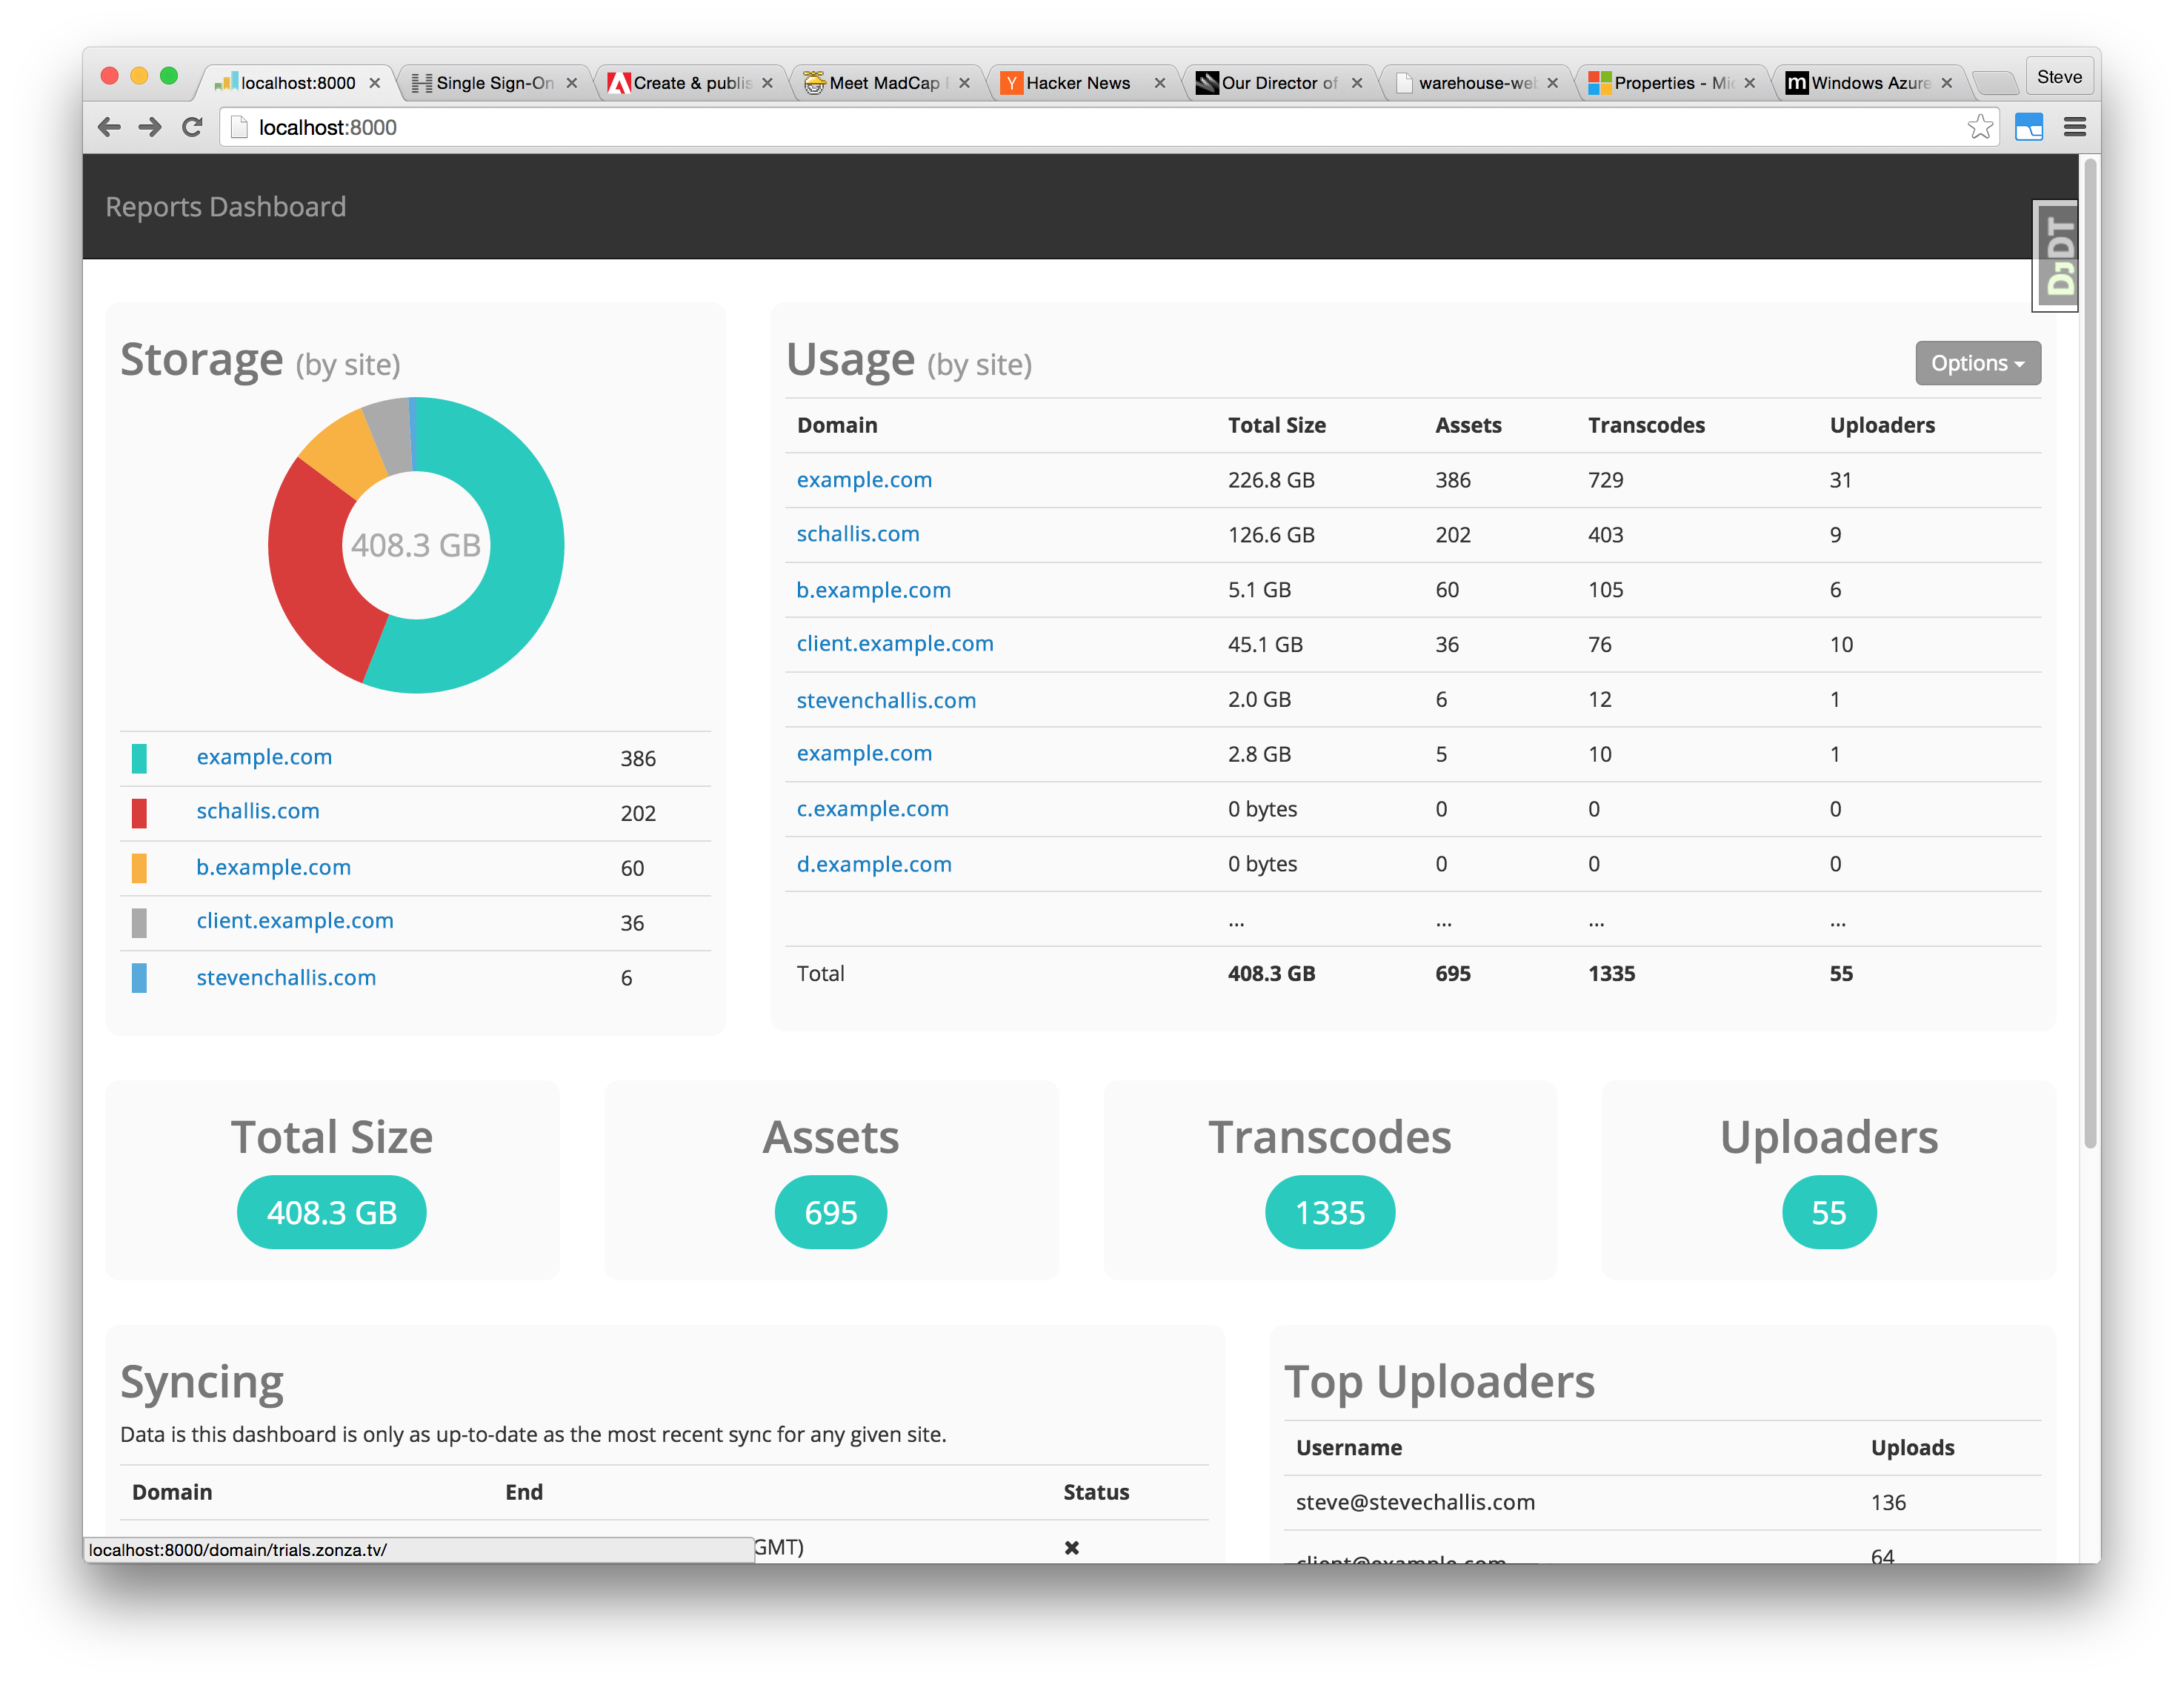 localhost:8000
Single Sign-On
Create & publis
Meet MadCap
Hacker News
Our Director of
warehouse-web
Properties - Mic
Windows Azure
Steve
localhost:8000
Reports Dashboard
DjDT
Storage (by site)
408.3 GB
example.com 386
schallis.com 202
b.example.com 60
client.example.com 36
stevenchallis.com 6
Usage (by site)
Options
Domain Total Size Assets Transcodes Uploaders
example.com 226.8 GB 386 729 31
schallis.com 126.6 GB 202 403 9
b.example.com 5.1 GB 60 105 6
client.example.com 45.1 GB 36 76 10
stevenchallis.com 2.0 GB 6 12 1
example.com 2.8 GB 5 10 1
c.example.com 0 bytes 0 0 0
d.example.com 0 bytes 0 0 0
... ... ... ...
Total 408.3 GB 695 1335 55
Total Size
408.3 GB
Assets
695
Transcodes
1335
Uploaders
55
Syncing
Data is this dashboard is only as up-to-date as the most recent sync for any given site.
Domain End Status
GMT)
Top Uploaders
Username Uploads
steve@stevechallis.com 136
client@example.com 64
localhost:8000/domain/trials.zonza.tv/